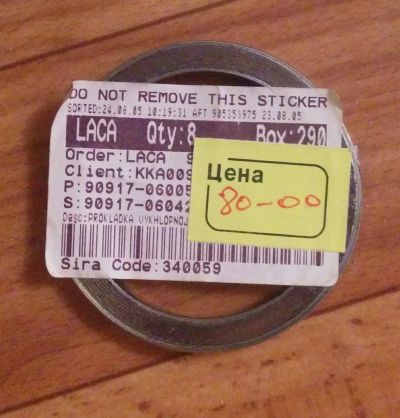 DO NOT REMOVE THIS STICKER
SORTED:24.08.05 10:19:31 AFT 905353975 23.08.05
LACA Qty:8 Box:290
Order:LACA
Client:KKA009
P:90917-06005
S:90917-06042
Desc:PROKLADKA VYKHLOPNOJ
Цена
80-00
Sira Code:340059